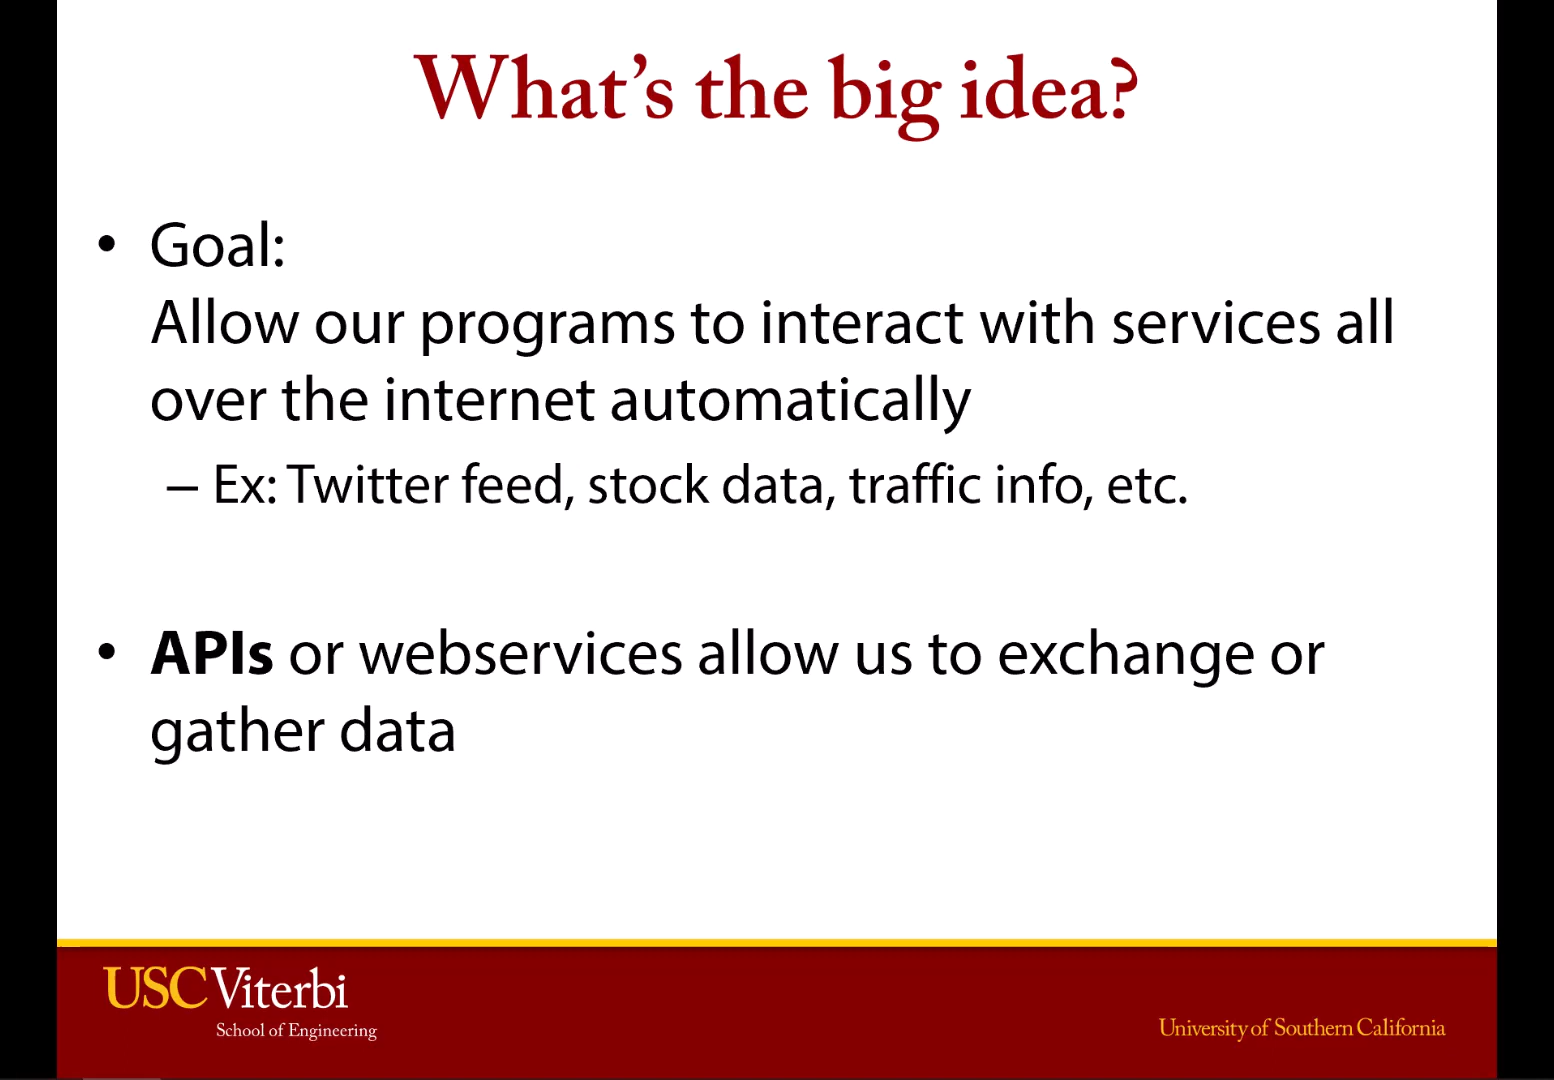 What's the big idea?
• Goal:
Allow our programs to interact with services all
over the internet automatically
– Ex: Twitter feed, stock data, traffic info, etc.
• APIs or webservices allow us to exchange or
gather data
USC Viterbi
School of Engineering
University of Southern California